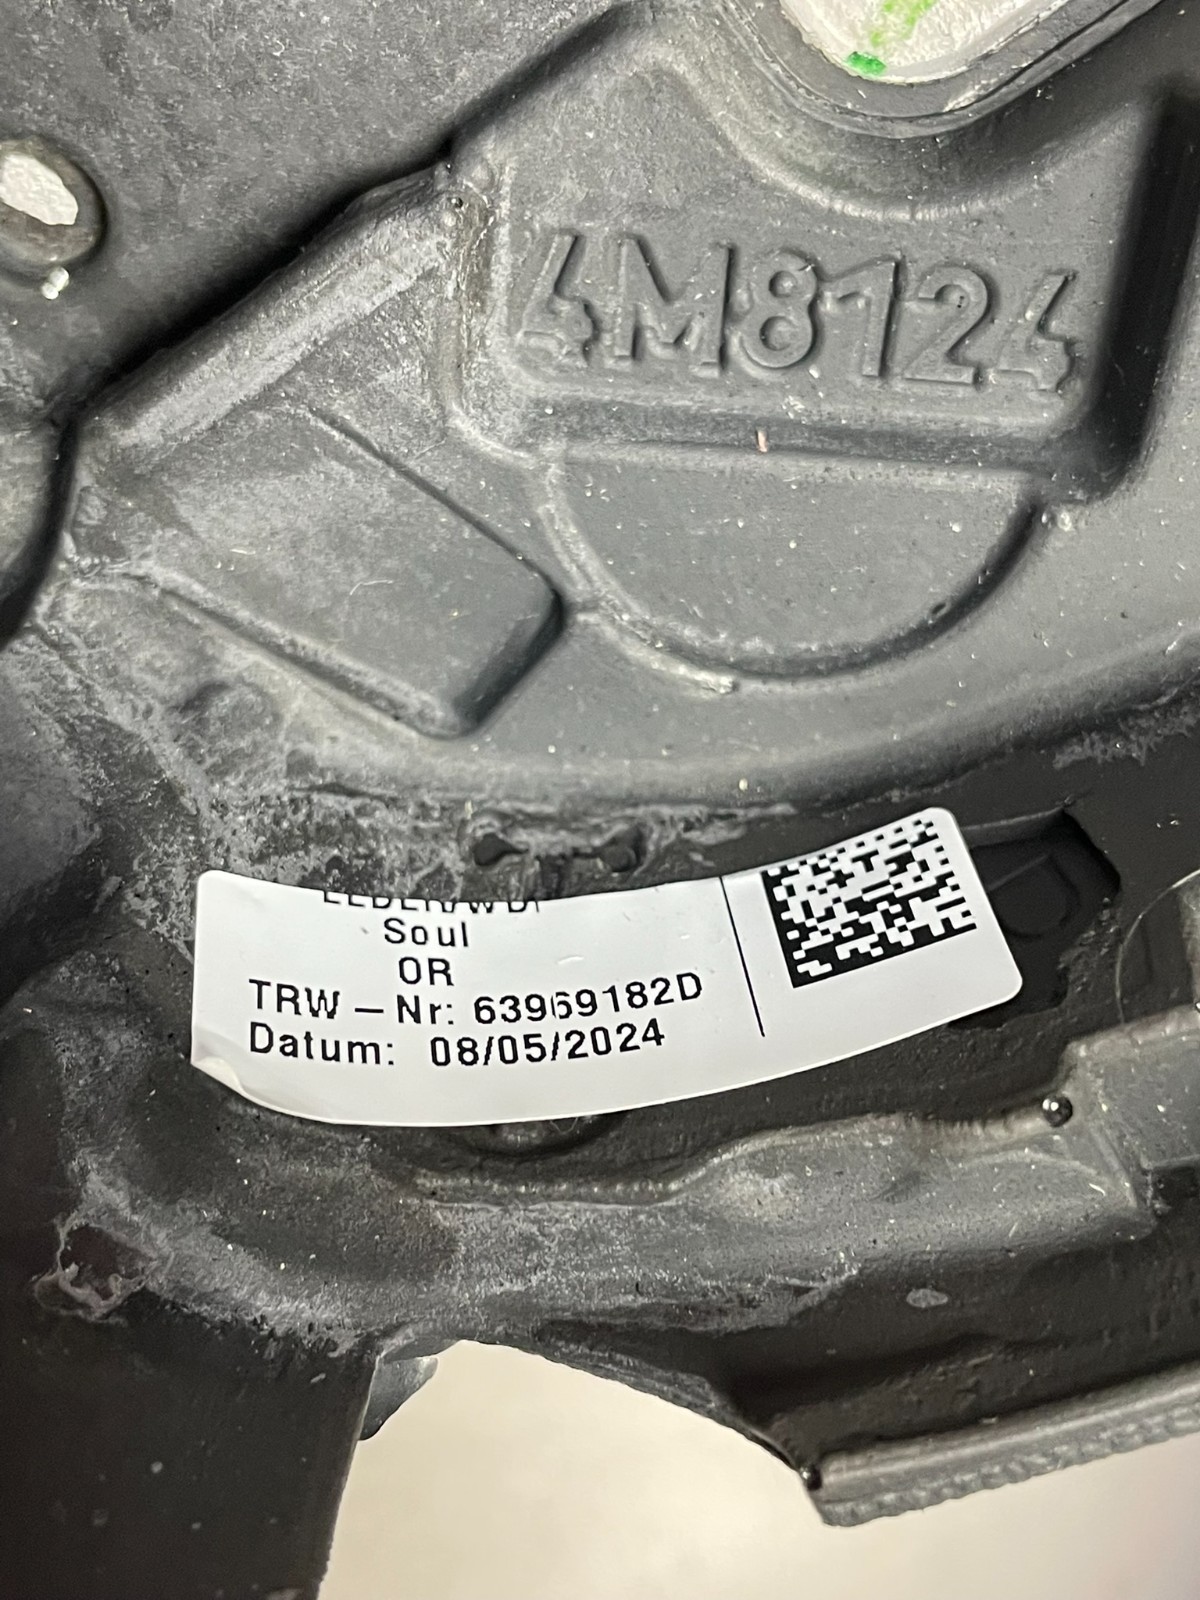 4M8124
Soul
OR
TRW - Nr: 63969182D
Datum: 08/05/2024